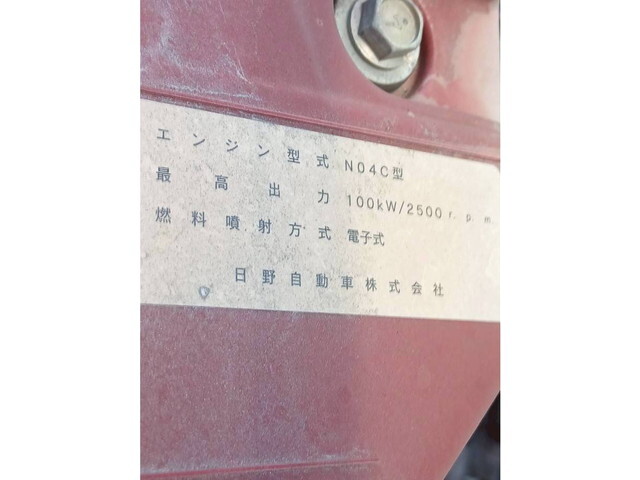 エンジン型式 N04C型
最高出力 100kW/2500r.p.m
燃料噴射方式 電子式
日野自動車株式会社